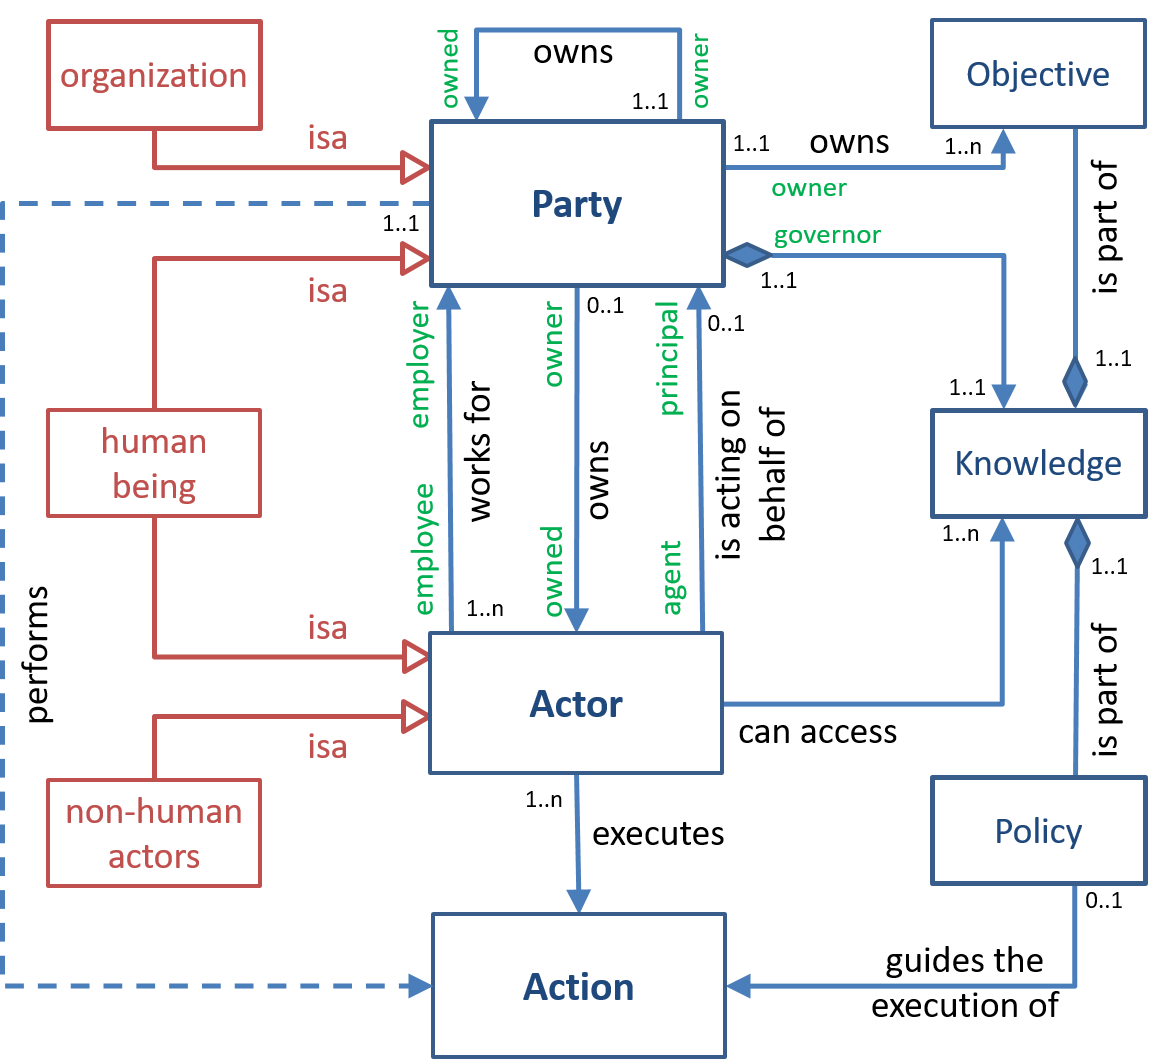 owned
owns
owner
1..1
organization
isa
Party
1..1
owns
1..n
owner
Objective
governor
1..1
is part of
1..1
isa
0..1
0..1
employer
owner
principal
1..1
1..1
human
being
works for
owns
is acting on
behalf of
Knowledge
employee
owned
agent
1..n
1..n
1..1
performs
isa
Actor
can access
is part of
isa
non-human
actors
1..n
executes
Policy
0..1
Action
guides the
execution of